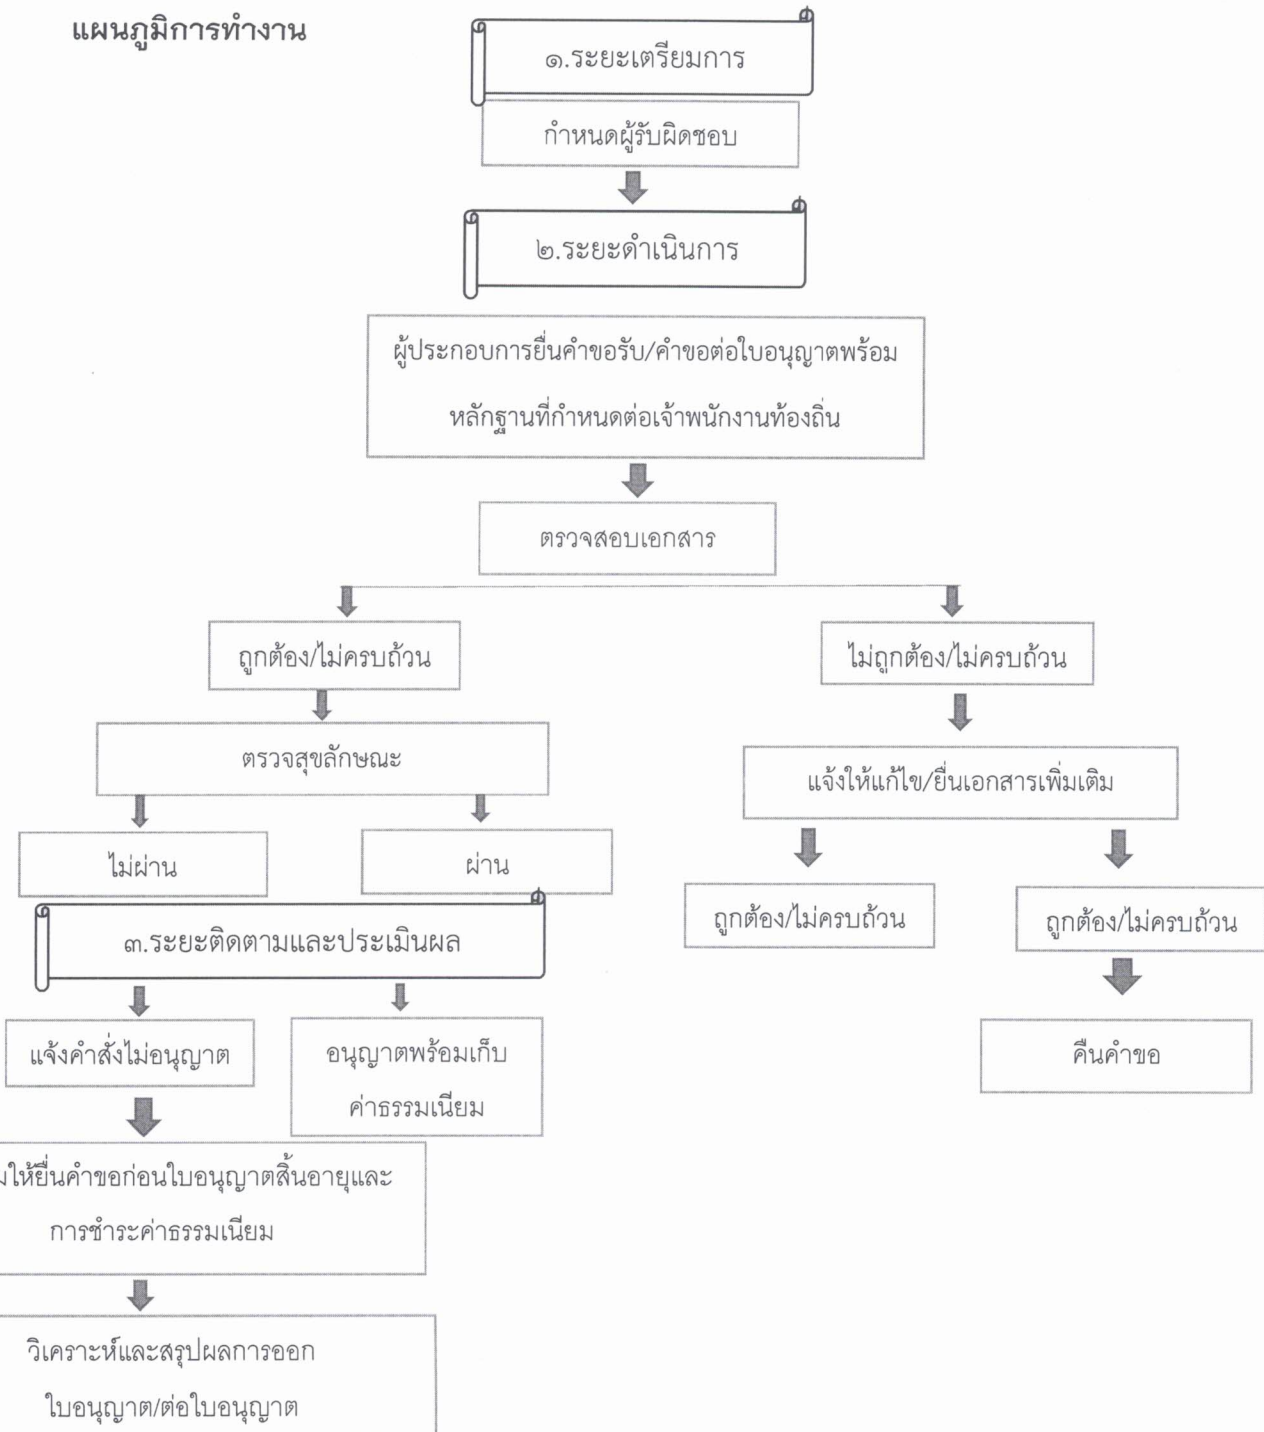 แผนภูมิการทำงาน
๑.ระยะเตรียมการ
กำหนดผู้รับผิดชอบ
๒.ระยะดำเนินการ
ผู้ประกอบการยื่นคำขอรับ/คำขอต่อใบอนุญาตพร้อม
หลักฐานที่กำหนดต่อเจ้าพนักงานท้องถิ่น
ตรวจสอบเอกสาร
ถูกต้อง/ไม่ครบถ้วน
ไม่ถูกต้อง/ไม่ครบถ้วน
ตรวจสุขลักษณะ
แจ้งให้แก้ไข/ยื่นเอกสารเพิ่มเติม
ไม่ผ่าน
ผ่าน
ถูกต้อง/ไม่ครบถ้วน
ถูกต้อง/ไม่ครบถ้วน
๓.ระยะติดตามและประเมินผล
แจ้งคำสั่งไม่อนุญาต
อนุญาตพร้อมเก็บ
ค่าธรรมเนียม
คืนคำขอ
ให้ยื่นคำขอก่อนใบอนุญาตสิ้นอายุและ
การชำระค่าธรรมเนียม
วิเคราะห์และสรุปผลการออก
ใบอนุญาต/ต่อใบอนุญาต